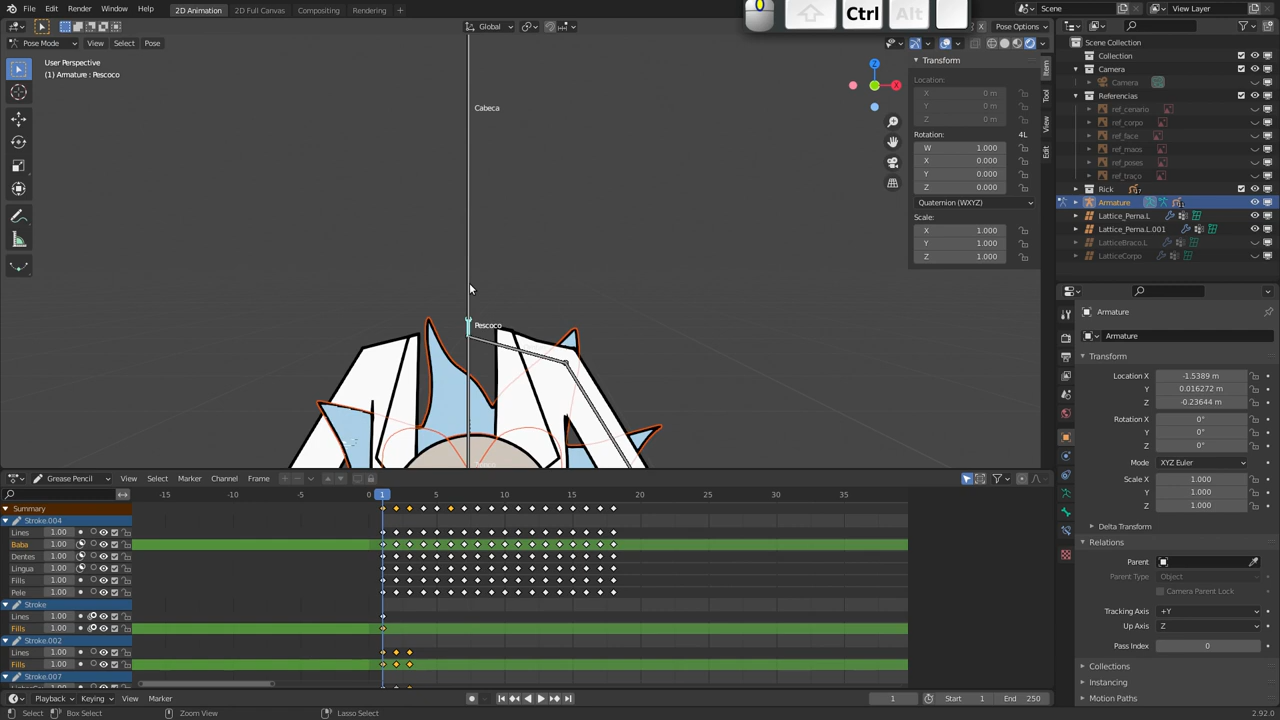 File Edit Render Window Help 2D Animation 2D Full Canvas Compositing Rendering
Ctrl Alt
Scene View Layer
Global Pose Options
Pose Mode View Select Pose
User Perspective
(1) Armature : Pescoco
Cabeca
Pescoco
Transform
Location:
X 0 m
Y 0 m
Z 0 m
Rotation: 4L
W 1.000
X 0.000
Y 0.000
Z 0.000
Quaternion (WXYZ)
Scale:
X 1.000
Y 1.000
Z 1.000
Item
Tool
View
Edit
Z
X
Scene Collection
Collection
Camera
Camera
Referencias
ref_cenario
ref_corpo
ref_face
ref_maos
ref_poses
ref_traço
Rick
Armature
Lattice_Perna.L
Lattice_Perna.L.001
LatticeBraco.L
LatticeCorpo
Armature
Armature
Transform
Location X -1.5389 m
Y 0.016272 m
Z -0.23644 m
Rotation X 0°
Y 0°
Z 0°
Mode XYZ Euler
Scale X 1.000
Y 1.000
Z 1.000
Delta Transform
Relations
Parent
Parent Type Object
Camera Parent Lock
Tracking Axis +Y
Up Axis Z
Pass Index 0
Collections
Instancing
Motion Paths
Grease Pencil View Select Marker Channel Frame
-15 -10 -5 0 1 5 10 15 20 25 30 35
Summary
Stroke.004
Lines 1.00
Baba 1.00
Dentes 1.00
Lingua 1.00
Fills 1.00
Pele 1.00
Stroke
Lines 1.00
Fills 1.00
Stroke.002
Lines 1.00
Fills 1.00
Stroke.007
Playback Keying View Marker 1 Start 1 End 250
Select Box Select Zoom View Lasso Select 2.92.0